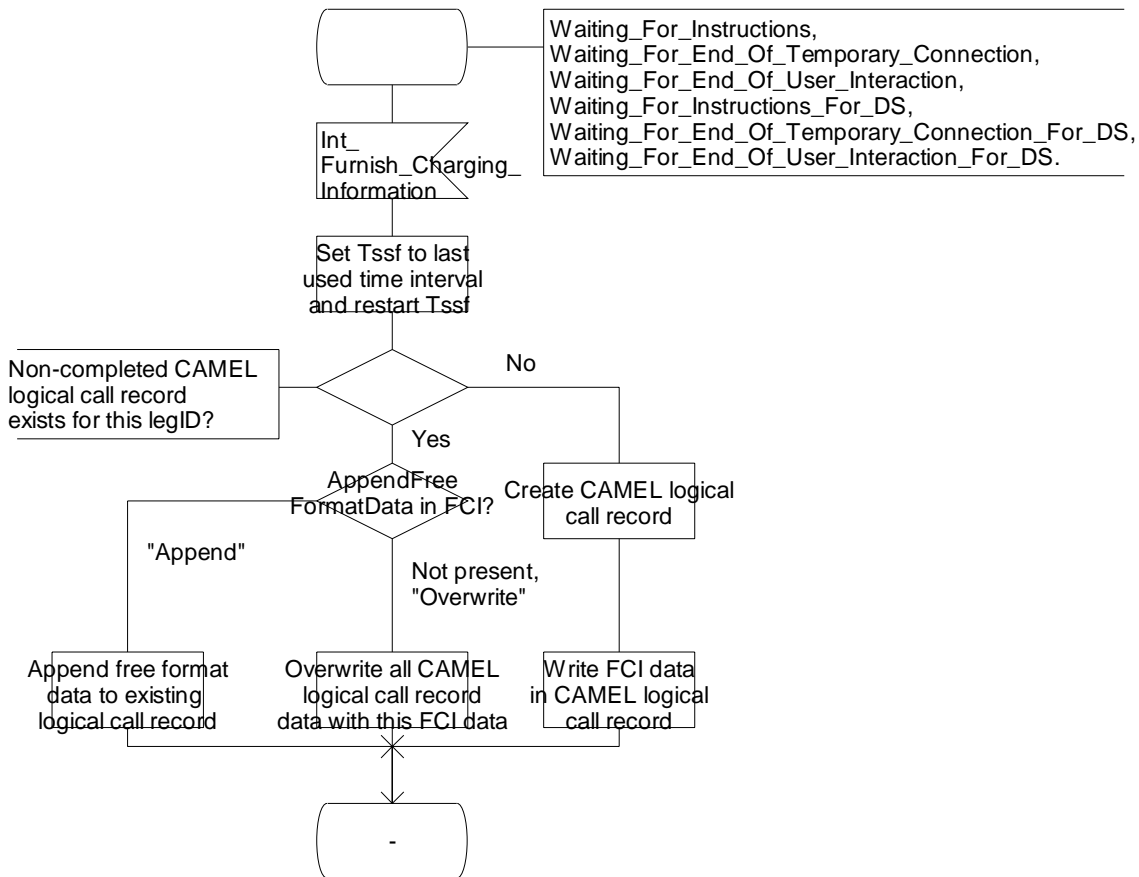 Waiting_For_Instructions,
Waiting_For_End_Of_Temporary_Connection,
Waiting_For_End_Of_User_Interaction,
Waiting_For_Instructions_For_DS,
Waiting_For_End_Of_Temporary_Connection_For_DS,
Waiting_For_End_Of_User_Interaction_For_DS.
Int_
Furnish_Charging_
Information
Set Tssf to last
used time interval
and restart Tssf
Non-completed CAMEL
logical call record
exists for this legID?
No
Yes
AppendFree
FormatData in FCI?
Create CAMEL logical
call record
"Append"
Not present,
"Overwrite"
Append free format
data to existing
logical call record
Overwrite all CAMEL
logical call record
data with this FCI data
Write FCI data
in CAMEL logical
call record
-